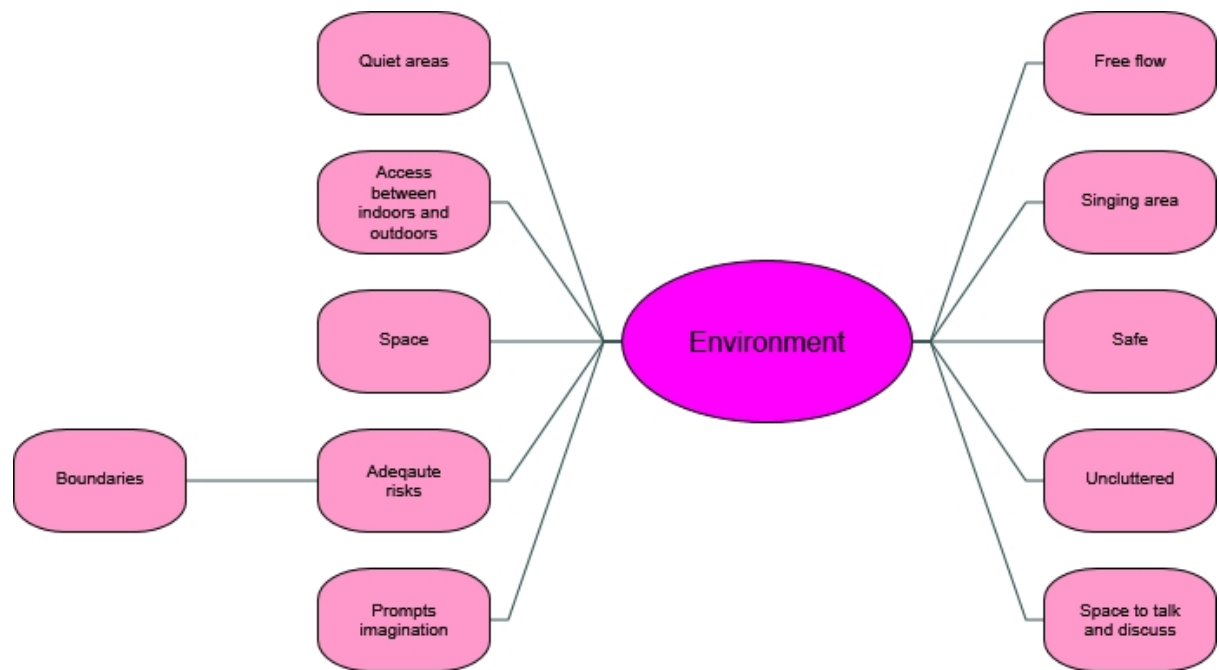 Quiet areas
Access
between
indoors and
outdoors
Space
Boundaries
Adeqaute
risks
Prompts
imagination
Environment
Free flow
Singing area
Safe
Uncluttered
Space to talk
and discuss